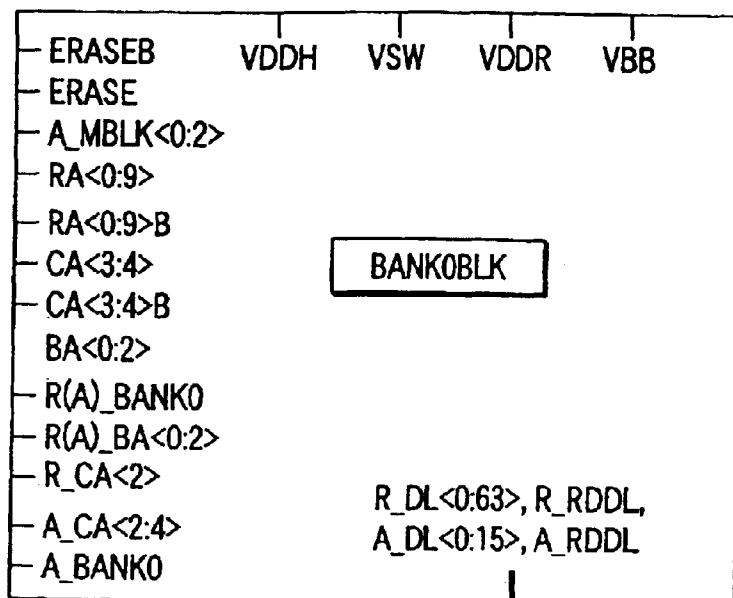 ERASEB
VDDH
VSW
VDDR
VBB
ERASE
A_MBLK<0:2>
RA<0:9>
RA<0:9>B
CA<3:4>
BANK0BLK
CA<3:4>B
BA<0:2>
R(A)_BANK0
R(A)_BA<0:2>
R_CA<2>
R_DL<0:63>, R_RDDL,
A_CA<2:4>
A_DL<0:15>, A_RDDL
A_BANK0